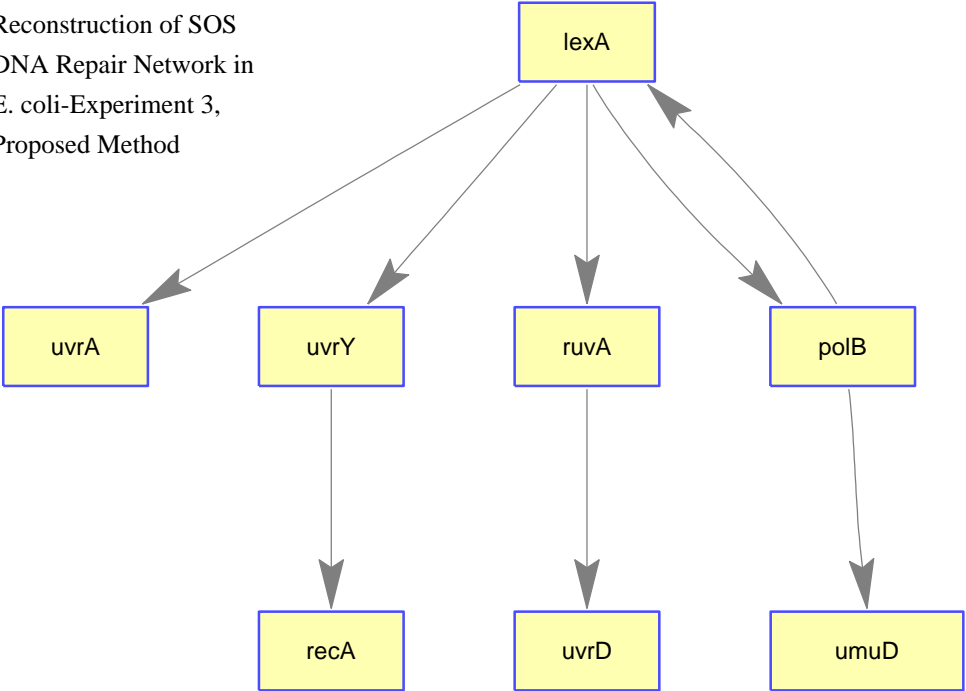 Reconstruction of SOS
DNA Repair Network in
E. coli-Experiment 3,
Proposed Method
lexA
uvrA
uvrY
ruvA
polB
recA
uvrD
umuD